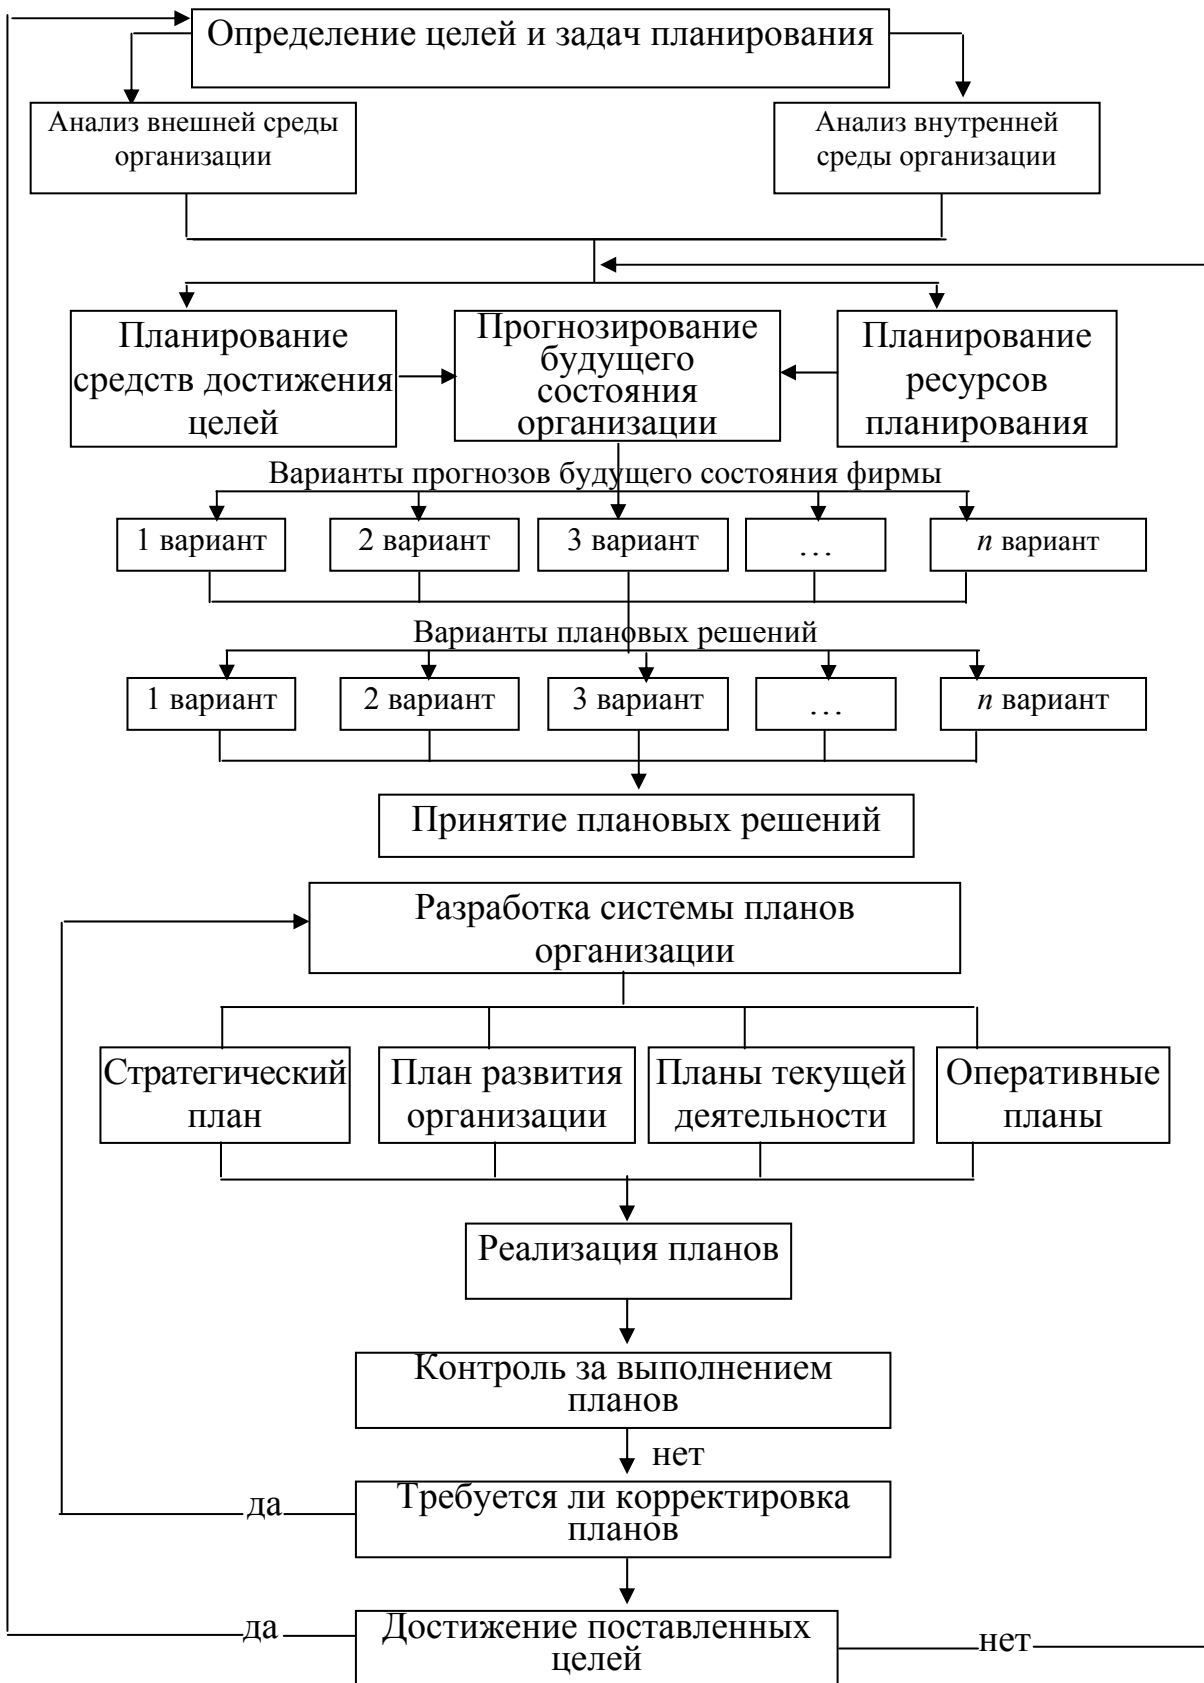 Определение целей и задач планирования
Анализ внешней среды
организации
Анализ внутренней
среды организации
Планирование
средств достижения
целей
Прогнозирование
будущего
состояния
организации
Планирование
ресурсов
планирования
Варианты прогнозов будущего состояния фирмы
1 вариант
2 вариант
3 вариант
…
n вариант
Варианты плановых решений
1 вариант
2 вариант
3 вариант
…
n вариант
Принятие плановых решений
Разработка системы планов
организации
Стратегический
план
План развития
организации
Планы текущей
деятельности
Оперативные
планы
Реализация планов
Контроль за выполнением
планов
нет
да
Требуется ли корректировка
планов
да
Достижение поставленных
целей
нет